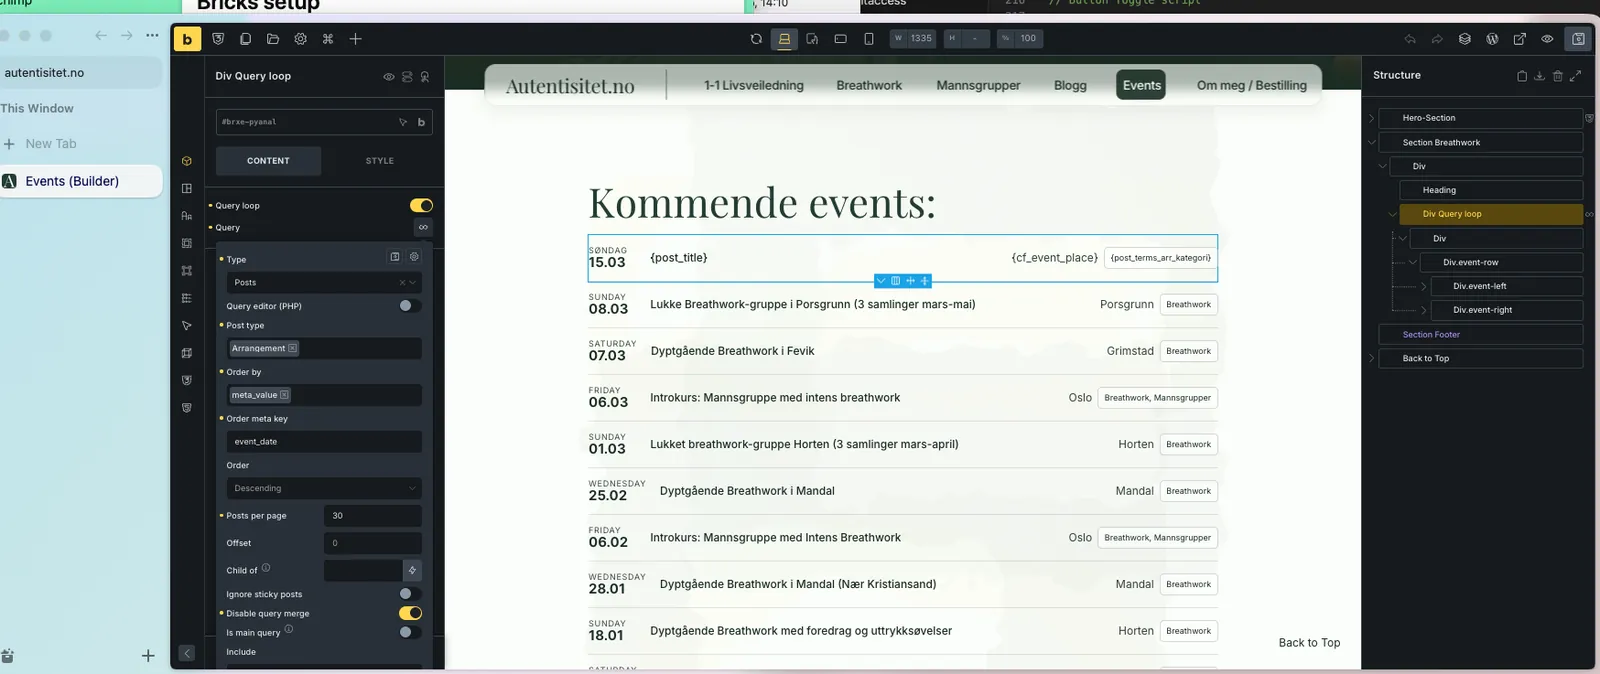 Bricks setup
, 14:10
itaccess
// Button Toggle script
autentisitet.no
This Window
New Tab
Events (Builder)
b
W 1335
H -
% 100
Div Query loop
#brxe-pyanal
b
CONTENT
STYLE
Query loop
Query
Type
Posts
Query editor (PHP)
Post type
Arrangement
Order by
meta_value
Order meta key
event_date
Order
Descending
Posts per page
30
Offset
0
Child of
Ignore sticky posts
Disable query merge
Is main query
Include
Autentisitet.no
1-1 Livsveiledning
Breathwork
Mannsgrupper
Blogg
Events
Om meg / Bestilling
Kommende events:
SØNDAG
15.03 {post_title} {cf_event_place} {post_terms_arr_kategori}
SUNDAY
08.03 Lukke Breathwork-gruppe i Porsgrunn (3 samlinger mars-mai) Porsgrunn Breathwork
SATURDAY
07.03 Dyptgående Breathwork i Fevik Grimstad Breathwork
FRIDAY
06.03 Introkurs: Mannsgruppe med intens breathwork Oslo Breathwork, Mannsgrupper
SUNDAY
01.03 Lukket breathwork-gruppe Horten (3 samlinger mars-april) Horten Breathwork
WEDNESDAY
25.02 Dyptgående Breathwork i Mandal Mandal Breathwork
FRIDAY
06.02 Introkurs: Mannsgruppe med Intens Breathwork Oslo Breathwork, Mannsgrupper
WEDNESDAY
28.01 Dyptgående Breathwork i Mandal (Nær Kristiansand) Mandal Breathwork
SUNDAY
18.01 Dyptgående Breathwork med foredrag og uttrykksøvelser Horten Breathwork
SATURDAY
Back to Top
Structure
Hero-Section
Section Breathwork
Div
Heading
Div Query loop
Div
Div.event-row
Div.event-left
Div.event-right
Section Footer
Back to Top